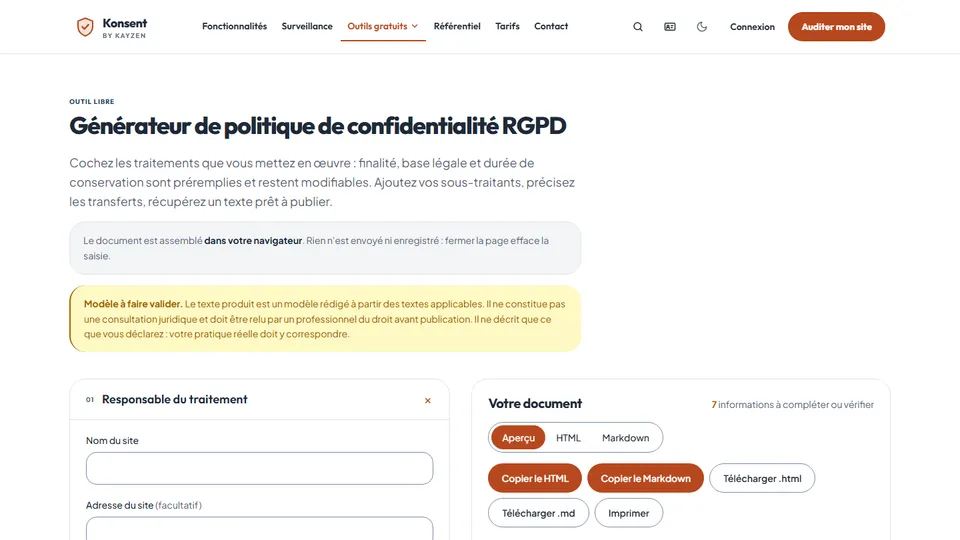 Konsent
BY KAYZEN
Fonctionnalités
Surveillance
Outils gratuits
Référentiel
Tarifs
Contact
Connexion
Auditer mon site
OUTIL LIBRE
Générateur de politique de confidentialité RGPD
Cochez les traitements que vous mettez en œuvre : finalité, base légale et durée de
conservation sont préremplies et restent modifiables. Ajoutez vos sous-traitants, précisez
les transferts, récupérez un texte prêt à publier.
Le document est assemblé dans votre navigateur. Rien n'est envoyé ni enregistré : fermer la page efface la
saisie.
Modèle à faire valider. Le texte produit est un modèle rédigé à partir des textes applicables. Il ne constitue pas
une consultation juridique et doit être relu par un professionnel du droit avant publication. Il ne décrit que ce
que vous déclarez : votre pratique réelle doit y correspondre.
01 Responsable du traitement
Nom du site
Adresse du site (facultatif)
Votre document
7 informations à compléter ou vérifier
Aperçu
HTML
Markdown
Copier le HTML
Copier le Markdown
Télécharger .html
Télécharger .md
Imprimer